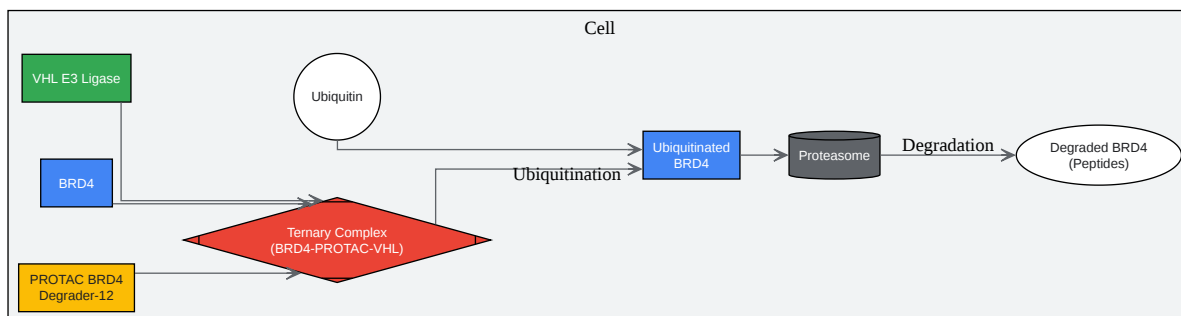 Cell
VHL E3 Ligase
Ubiquitin
BRD4
Ubiquitinated
BRD4
Proteasome
Degradation
Degraded BRD4
(Peptides)
Ubiquitination
Ternary Complex
(BRD4-PROTAC-VHL)
PROTAC BRD4
Degrader-12